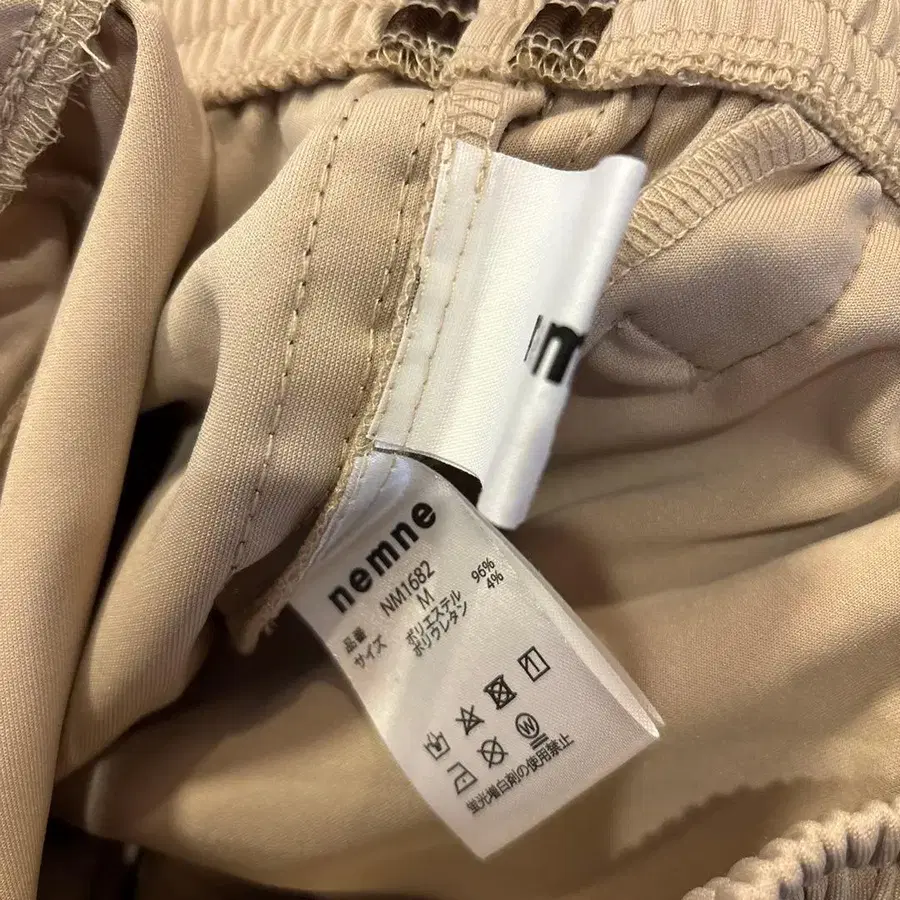 nemne
品番 NM1682
サイズ M
ポリエステル 96%
ポリウレタン 4%
W
蛍光増白剤の使用禁止